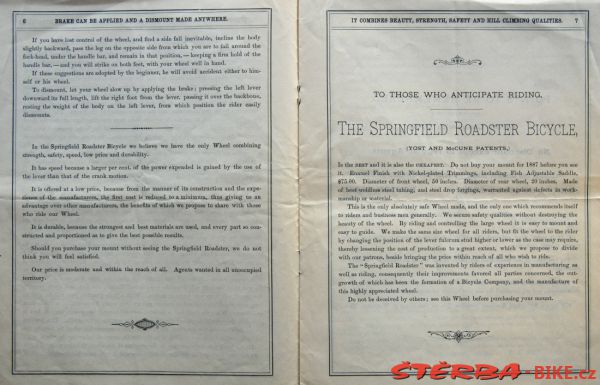 6 BRAKE CAN BE APPLIED AND A DISMOUNT MADE ANYWHERE.
If you have lost control of the wheel, and find a side fall inevitable, incline the body
slightly backward, pass the leg on the opposite side from which you are to fall around the
fork-head, under the handle bar, and remain in that position,—keeping a firm hold of the
handle bar,—and you will strike on both feet, with your wheel well in hand.
If these suggestions are adopted by the beginner, he will avoid accident either to him-
self or his wheel.
To dismount, let your wheel slow up by applying the brake; pressing the left lever
downward its full length, lift the right foot from the lever, passing it over the backbone,
resting the weight of the body on the left lever, from which position the rider easily
dismounts.
In the Springfield Roadster Bicycle we believe we have the only Wheel combining
strength, safety, speed, low price and durability.
It has speed because a larger per cent. of the power expended is gained by the use of
the lever than that of the crank motion.
It is offered at a low price, because from the manner of its construction and the expe-
rience of the manufacturers, the first cost is reduced to a minimum, thus giving to us an
advantage over other manufacturers, the benefits of which we propose to share with those
who ride our Wheel.
It is durable, because the strongest and best materials are used, and every part so con-
structed and proportioned as to give the best possible results.
Should you purchase your mount without seeing the Springfield Roadster, we do not
think you will feel satisfied.
Our price is moderate and within the reach of all. Agents wanted in all unoccupied
territory.
IT COMBINES BEAUTY, STRENGTH, SAFETY AND HILL CLIMBING QUALITIES. 7
TO THOSE WHO ANTICIPATE RIDING.
THE SPRINGFIELD ROADSTER BICYCLE,
(YOST AND McCUNE PATENTS,)
Is the BEST and it is also the CHEAPEST. Do not buy your mount for 1887 before you see
it. Enamel Finish with Nickel-plated Trimmings, including Fish Adjustable Saddle,
$75.00. Diameter of front wheel, 50 inches. Diameter of rear wheel, 20 inches. Made
of best weldless steel tubing, and steel drop forgings, warranted against defects in work-
manship or material.
This is the only absolutely safe Wheel made, and the only one which recommends itself
to riders and business men generally. We secure safety qualities without destroying the
beauty of the wheel. By riding and controlling the large wheel it is easy to mount and
easy to guide. We make the same size wheel for all riders, but fit the wheel to the rider
by changing the position of the lever fulcrum stud higher or lower as the case may require,
thereby lessening the cost of production to a great extent, which we propose to divide
with our patrons, beside bringing the price within reach of all who wish to ride.
The "Springfield Roadster" was invented by riders of experience in manufacturing as
well as riding, consequently their improvements favored all parties concerned, the out-
growth of which has been the formation of a Bicycle Company, and the manufacture of
this highly appreciated wheel.
Do not be deceived by others; see this Wheel before purchasing your mount.
ŠTĚRBA-BIKE.cz